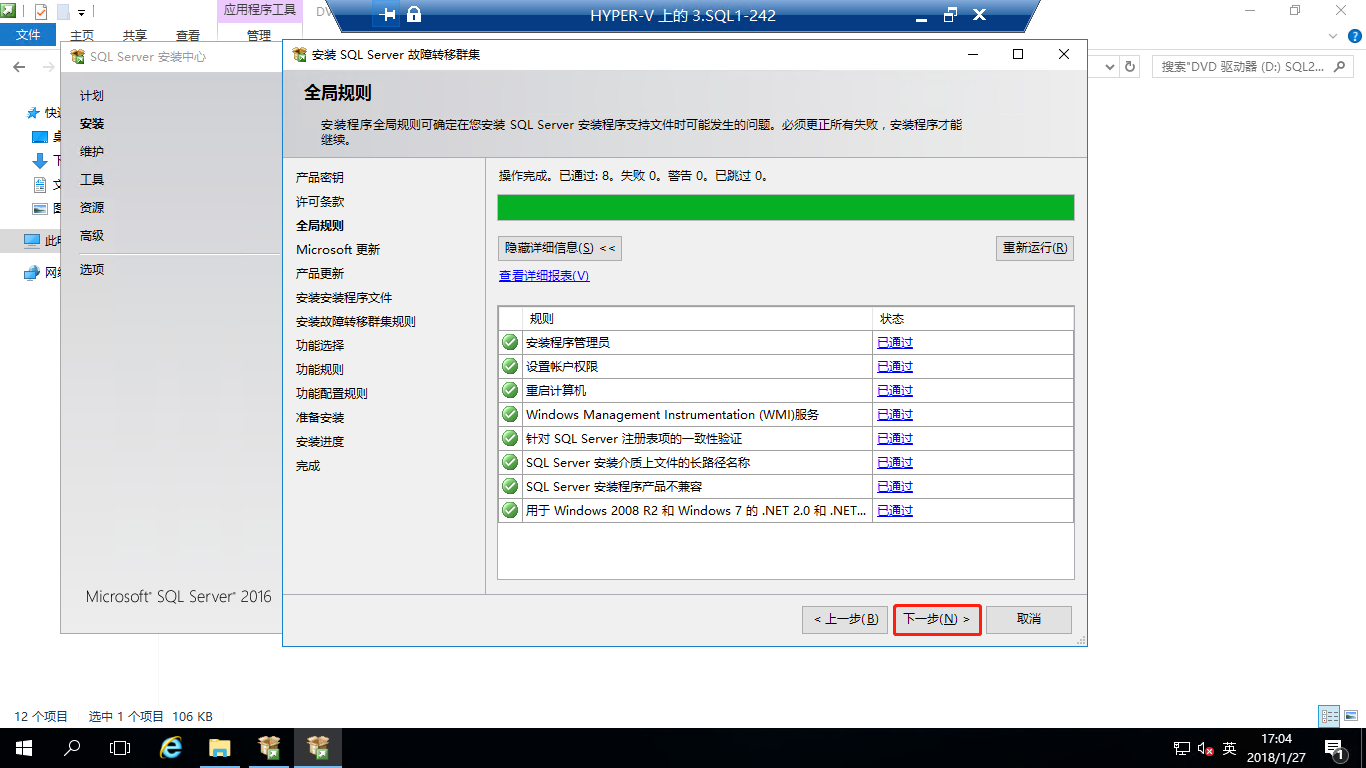 应用程序工具
HYPER-V 上的 3.SQL1-242
文件
主页
共享
查看
管理
搜索"DVD 驱动器 (D:) SQL2...
SQL Server 安装中心
计划
安装
维护
工具
资源
高级
选项
Microsoft® SQL Server® 2016
安装 SQL Server 故障转移群集
全局规则
安装程序全局规则可确定在您安装 SQL Server 安装程序支持文件时可能发生的问题。必须更正所有失败，安装程序才能
继续。
产品密钥
许可条款
全局规则
Microsoft 更新
产品更新
安装安装程序文件
安装故障转移群集规则
功能选择
功能规则
功能配置规则
准备安装
安装进度
完成
操作完成。已通过: 8。失败 0。警告 0。已跳过 0。
隐藏详细信息(S) <<
重新运行(R)
查看详细报表(V)
规则 状态
安装程序管理员 已通过
设置帐户权限 已通过
重启计算机 已通过
Windows Management Instrumentation (WMI)服务 已通过
针对 SQL Server 注册表项的一致性验证 已通过
SQL Server 安装介质上文件的长路径名称 已通过
SQL Server 安装程序产品不兼容 已通过
用于 Windows 2008 R2 和 Windows 7 的 .NET 2.0 和 .NET... 已通过
< 上一步(B)
下一步(N) >
取消
12 个项目 选中 1 个项目 106 KB
英
17:04
2018/1/27
1